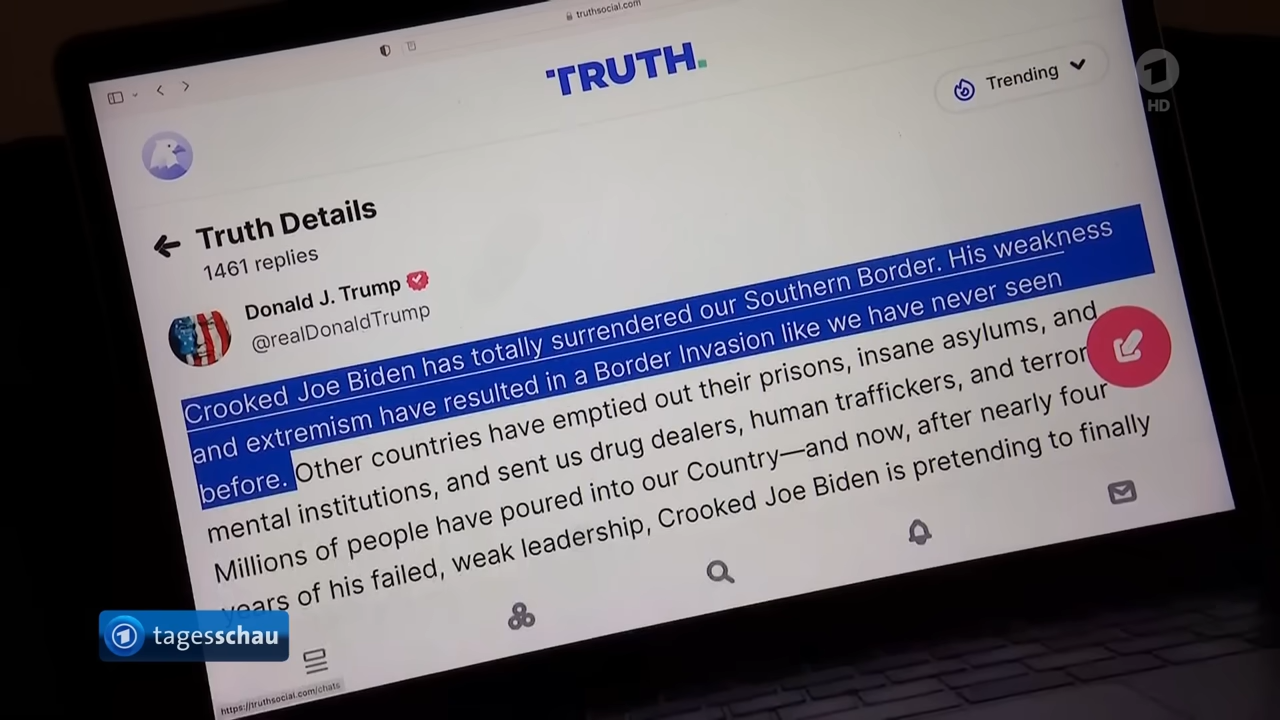 truthsocial.com
TRUTH.
Trending
1
HD
Truth Details
1461 replies
Donald J. Trump
@realDonaldTrump
Crooked Joe Biden has totally surrendered our Southern Border. His weakness
and extremism have resulted in a Border Invasion like we have never seen
before. Other countries have emptied out their prisons, insane asylums, and
mental institutions, and sent us drug dealers, human traffickers, and terror
Millions of people have poured into our Country—and now, after nearly four
years of his failed, weak leadership, Crooked Joe Biden is pretending to finally
1 tagesschau
https://truthsocial.com/chats